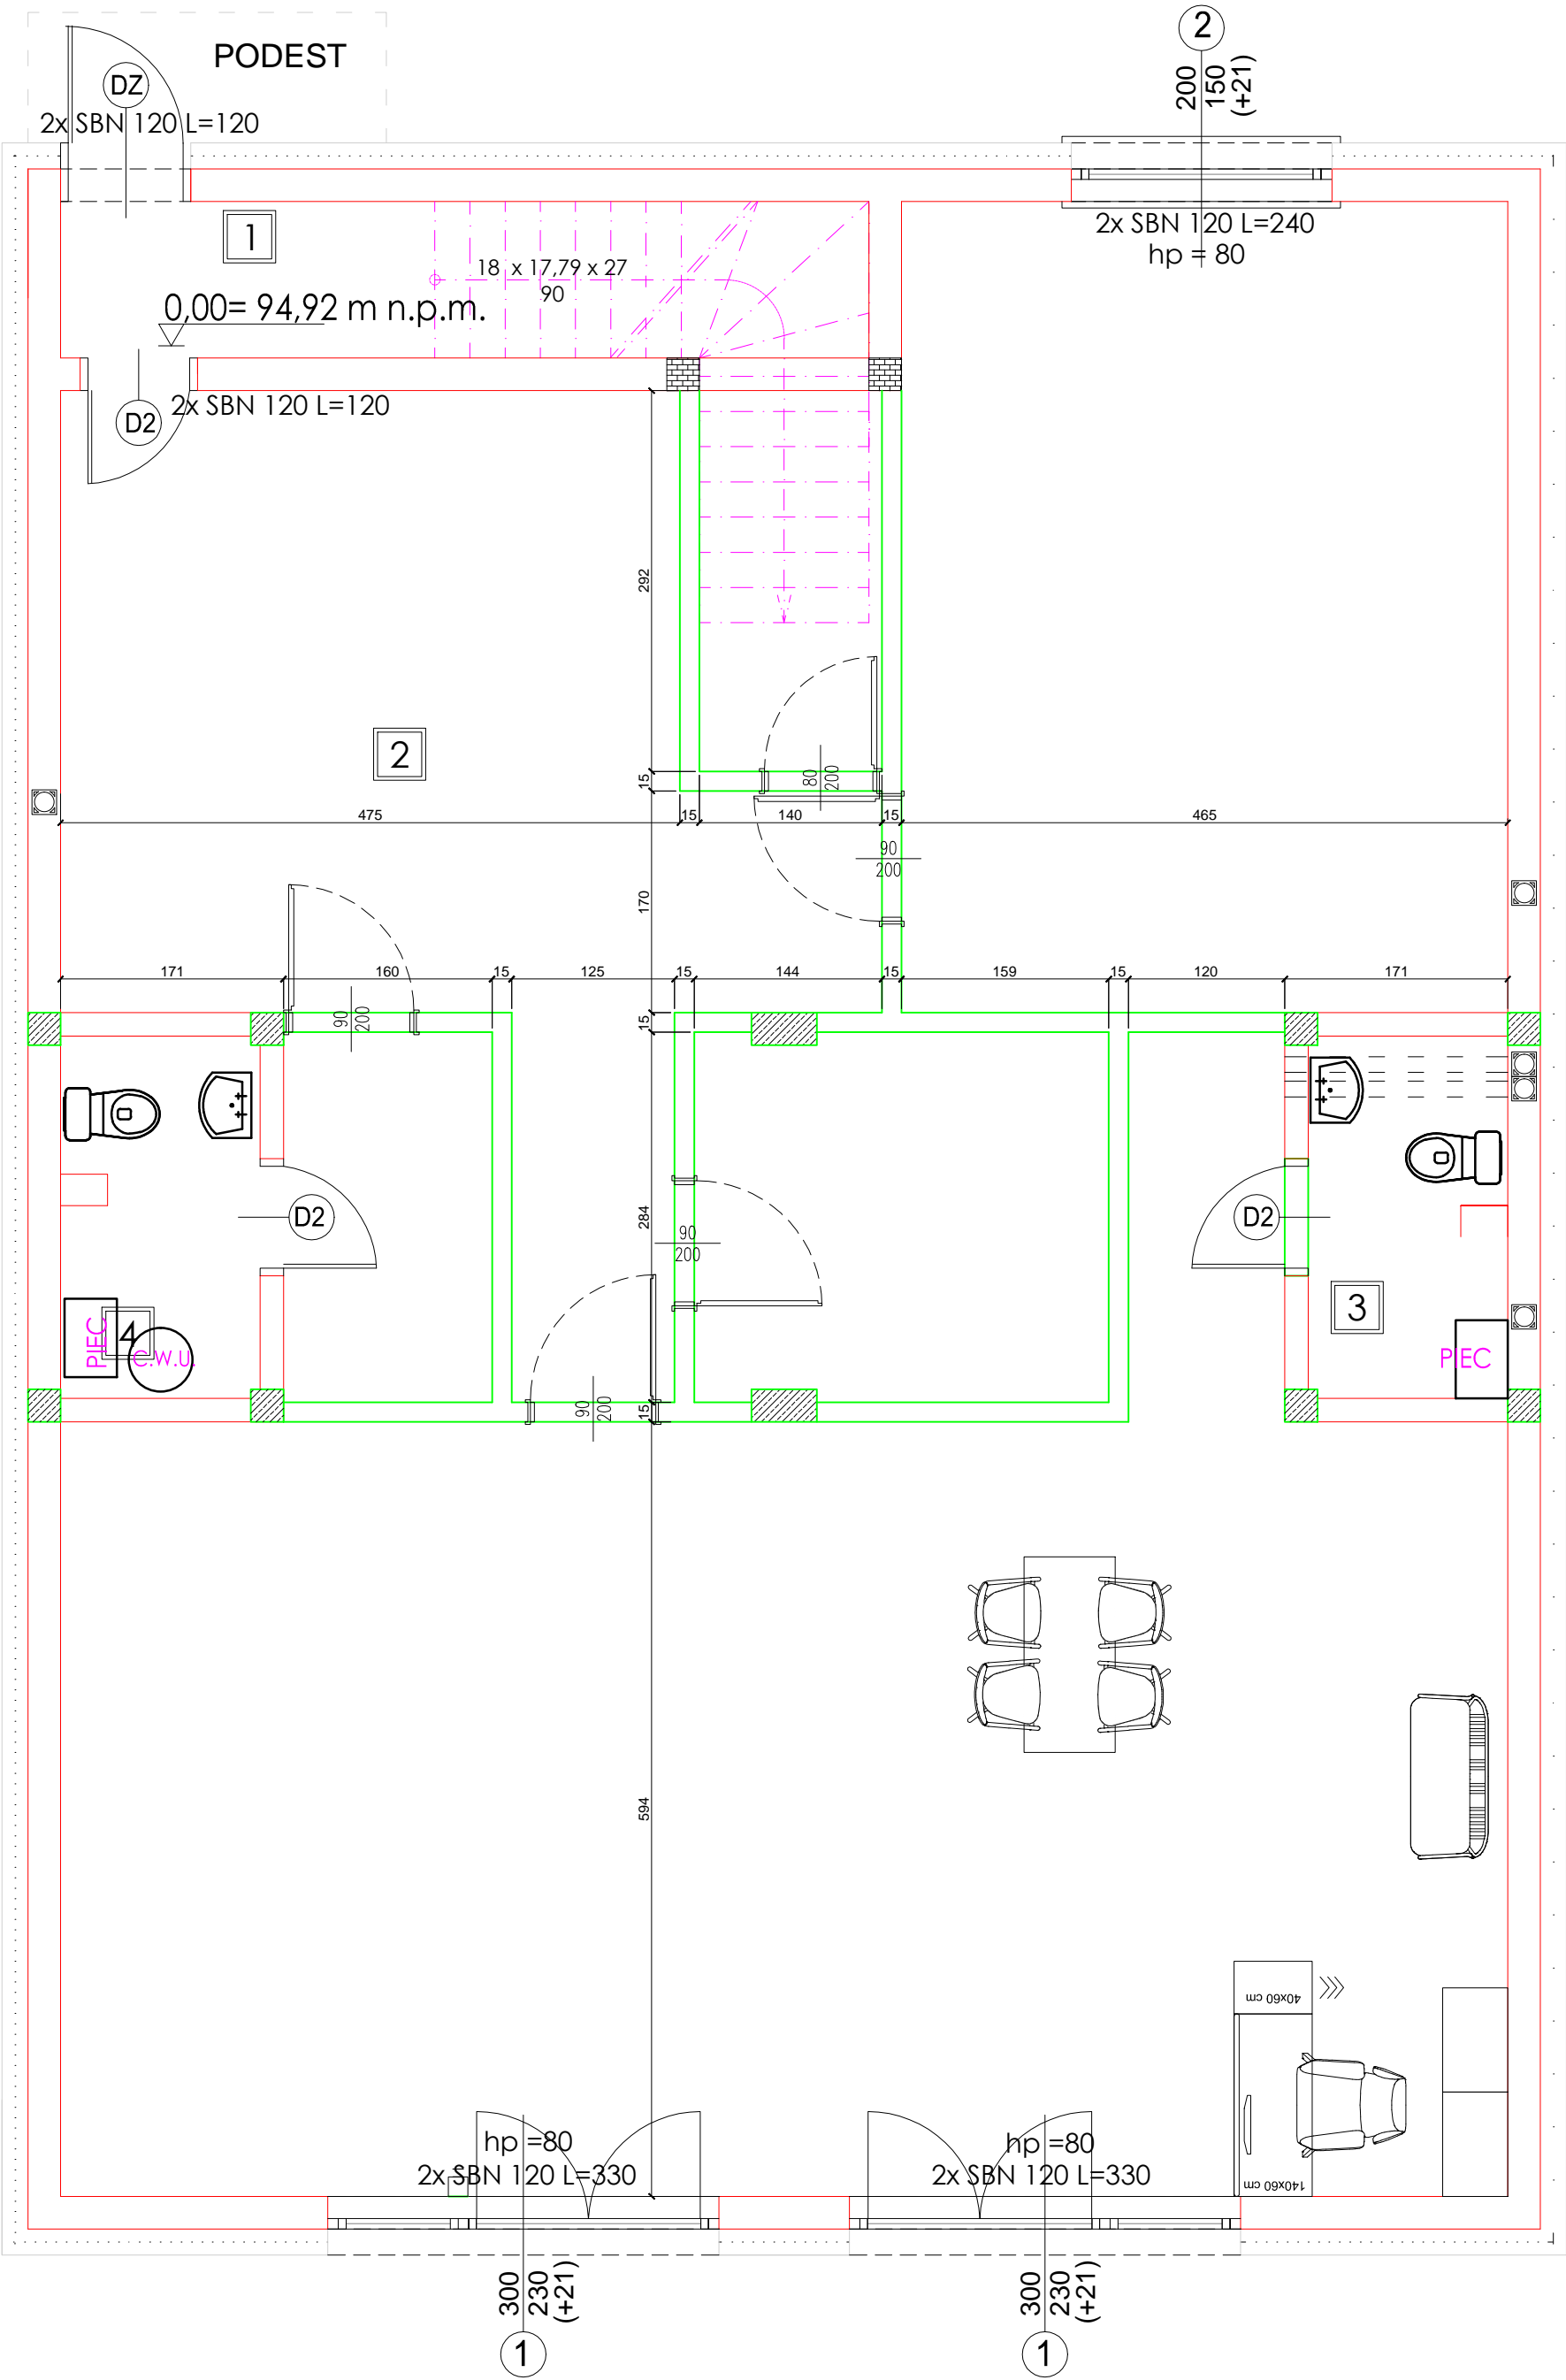 PODEST
DZ
2x SBN 120 L=120
2
200
150
(+21)
2x SBN 120 L=240
hp = 80
1
18 x 17,79 x 27
90
0,00= 94,92 m n.p.m.
D2
2x SBN 120 L=120
292
2
15
80
200
475
15
140
15
465
90
200
170
171
160
15
125
15
144
15
159
15
120
171
90
200
15
D2
284
90
200
D2
PIEC
4
C.W.U.
3
PIEC
90
200
15
594
40x60 cm
hp =80
2x SBN 120 L=330
hp =80
2x SBN 120 L=330
140x60 cm
300
230
(+21)
1
300
230
(+21)
1